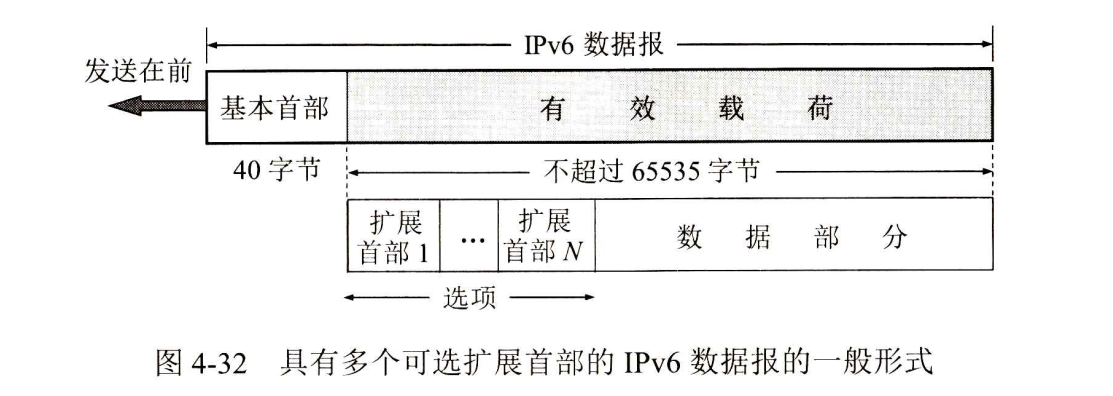 IPv6 数据报
发送在前
基本首部
有效载荷
40 字节
不超过 65535 字节
扩展
首部 1
…
扩展
首部 N
数据部分
选项
图 4-32 具有多个可选扩展首部的 IPv6 数据报的一般形式